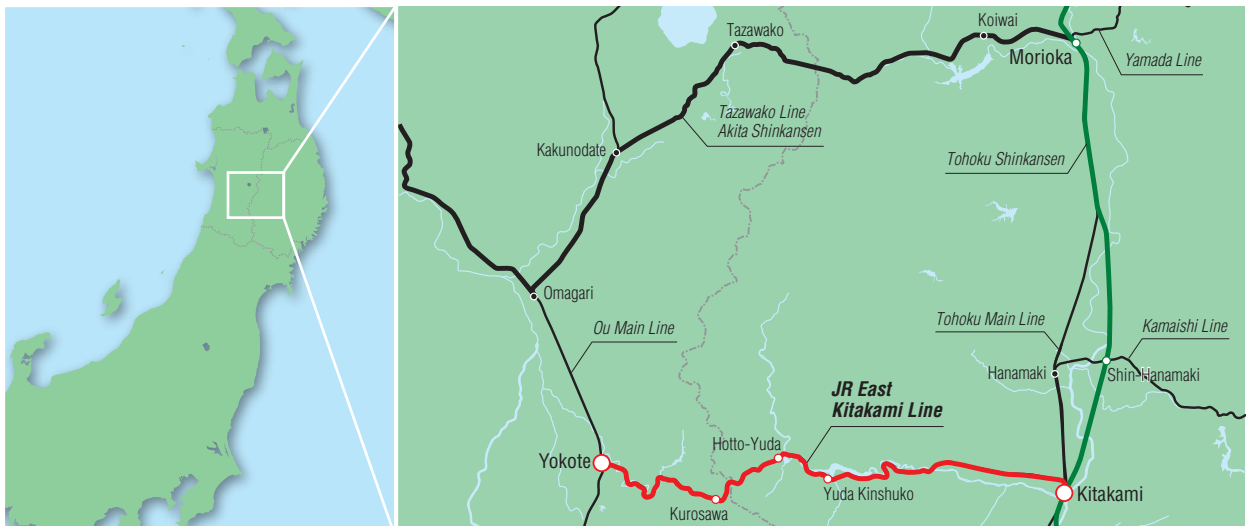 Tazawako
Koiwai
Morioka
Yamada Line
Tazawako Line
Akita Shinkansen
Kakunodate
Tohoku Shinkansen
Omagari
Ou Main Line
Tohoku Main Line
Kamaishi Line
Hanamaki
Shin-Hanamaki
JR East
Kitakami Line
Hotto-Yuda
Yokote
Yuda Kinshuko
Kitakami
Kurosawa